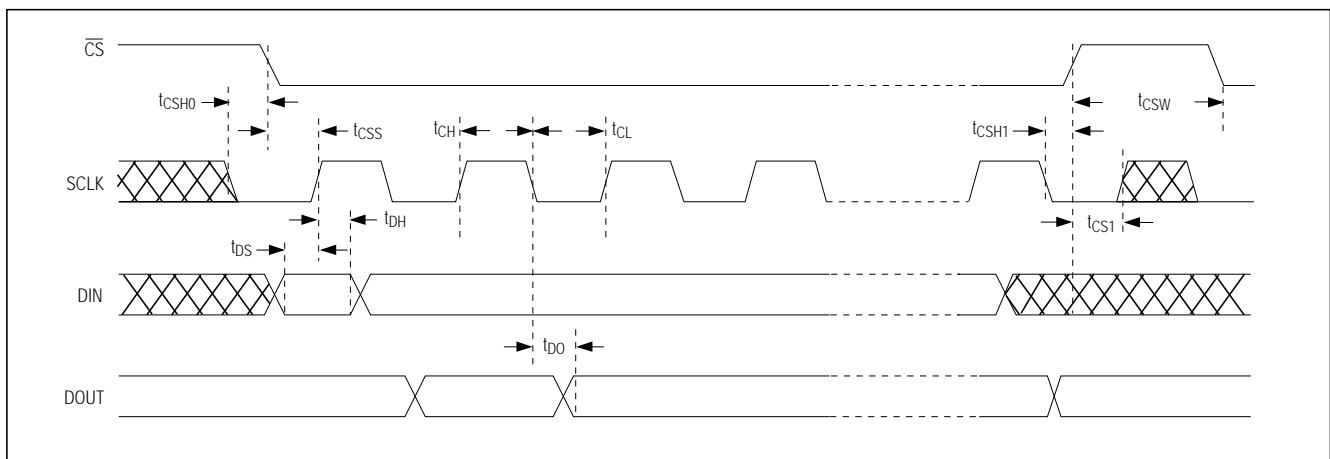 CS
tCSH0
tCSW
tCSS
tCH
tCL
tCSH1
SCLK
tDH
tCS1
tDS
DIN
tDO
DOUT